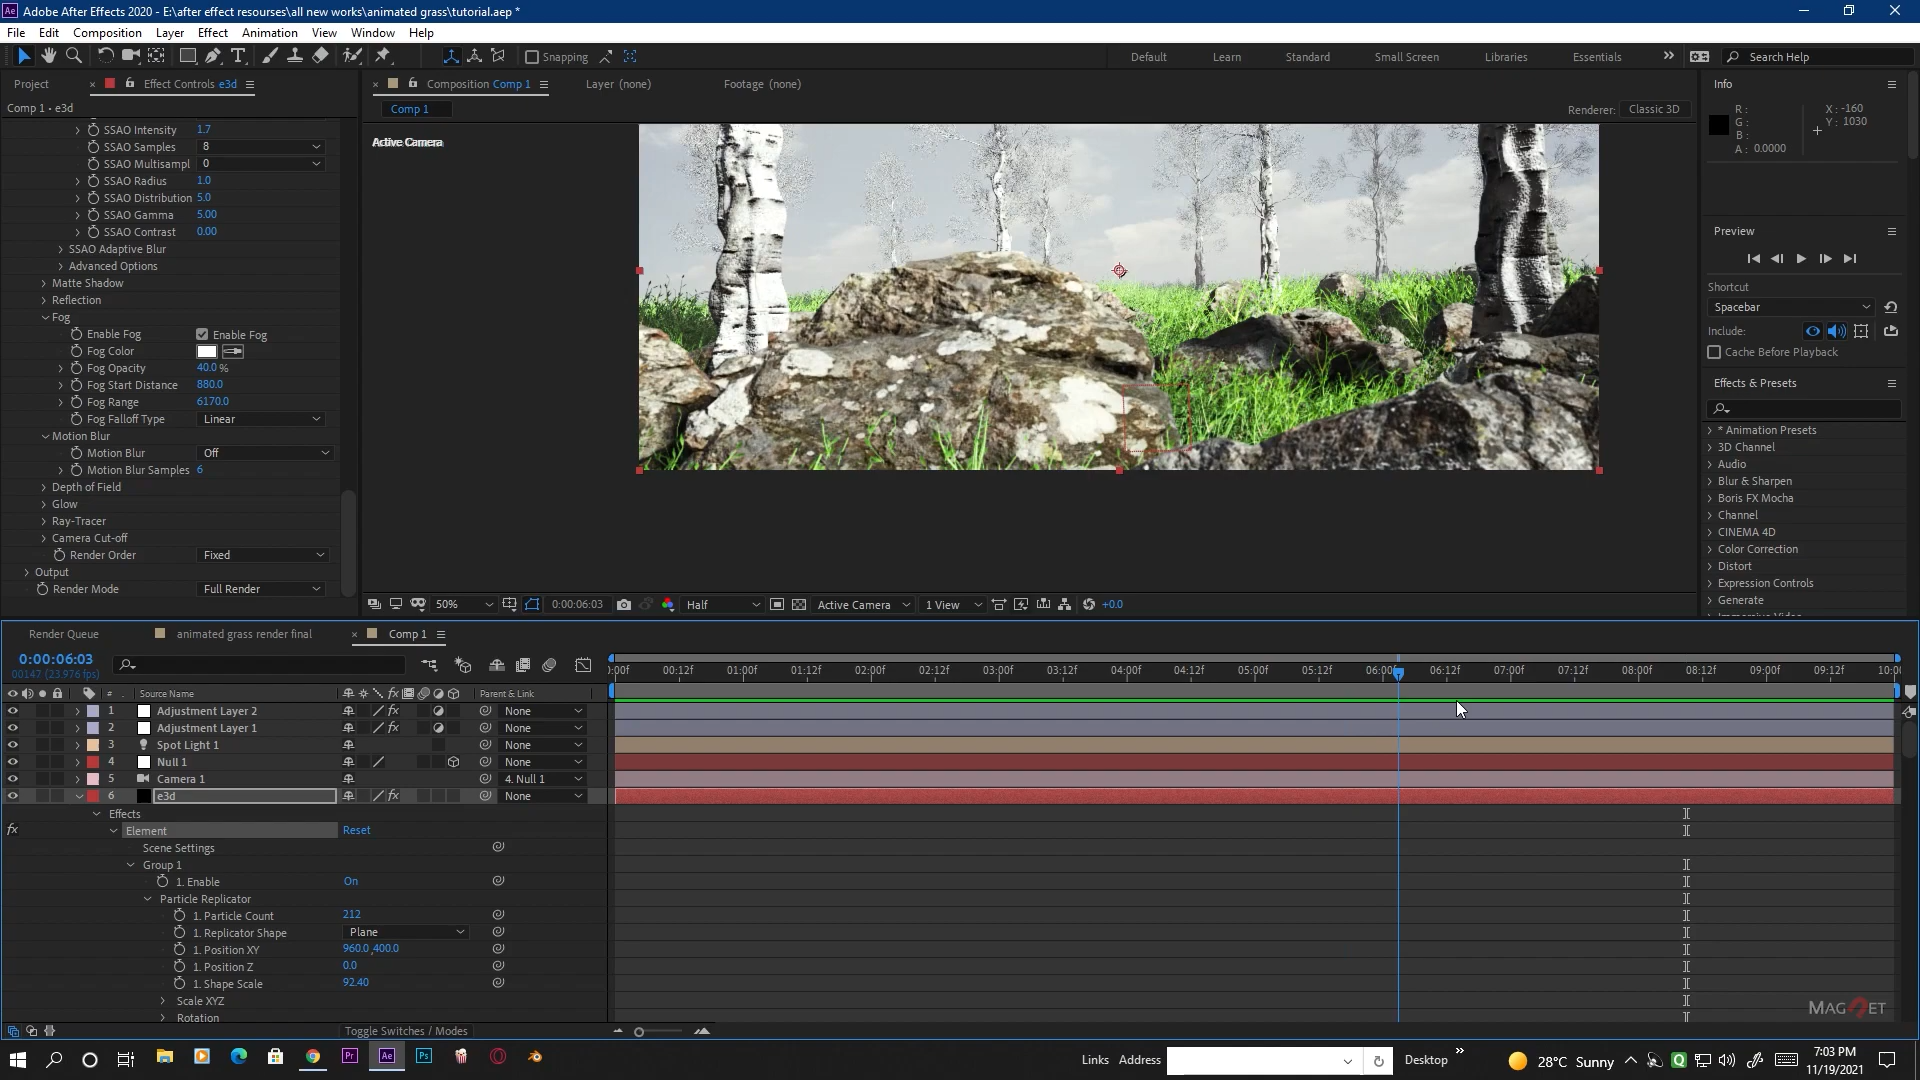 Adobe After Effects 2020 - E:\after effect resourses\all new works\animated grass\tutorial.aep *
File Edit Composition Layer Effect Animation View Window Help
Snapping Default Learn Standard Small Screen Libraries Essentials Search Help
Project Effect Controls e3d Composition Comp 1 Layer (none) Footage (none) Info
Comp 1 • e3d Comp 1 Renderer: Classic 3D
R: X: -160
G: Y: 1030
B:
A: 0.0000
Active Camera
SSAO Intensity 1.7
SSAO Samples 8
SSAO Multisampl 0
SSAO Radius 1.0
SSAO Distribution 5.0
SSAO Gamma 5.00
SSAO Contrast 0.00
SSAO Adaptive Blur
Advanced Options
Matte Shadow
Reflection
Fog
Enable Fog Enable Fog
Fog Color
Fog Opacity 40.0 %
Fog Start Distance 880.0
Fog Range 6170.0
Fog Falloff Type Linear
Motion Blur
Motion Blur Off
Motion Blur Samples 6
Depth of Field
Glow
Ray-Tracer
Camera Cut-off
Render Order Fixed
Output
Render Mode Full Render
Preview
Shortcut
Spacebar
Include:
Cache Before Playback
Effects & Presets
* Animation Presets
3D Channel
Audio
Blur & Sharpen
Boris FX Mocha
Channel
CINEMA 4D
Color Correction
Distort
Expression Controls
Generate
50% 0:00:06:03 Half Active Camera 1 View +0.0
Render Queue animated grass render final Comp 1
0:00:06:03
00147 (23.976 fps)
:00f 00:12f 01:00f 01:12f 02:00f 02:12f 03:00f 03:12f 04:00f 04:12f 05:00f 05:12f 06:00f 06:12f 07:00f 07:12f 08:00f 08:12f 09:00f 09:12f 10:00
# Source Name fx Parent & Link
1 Adjustment Layer 2 fx None
2 Adjustment Layer 1 fx None
3 Spot Light 1 None
4 Null 1 None
5 Camera 1 4. Null 1
6 e3d fx None
Effects
fx Element Reset
Scene Settings
Group 1
1. Enable On
Particle Replicator
1. Particle Count 212
1. Replicator Shape Plane
1. Position XY 960.0,400.0
1. Position Z 0.0
1. Shape Scale 92.40
Scale XYZ
Rotation
Toggle Switches / Modes
MAGNET
Pr Ae Ps
Links Address Desktop 28°C Sunny 7:03 PM
11/19/2021